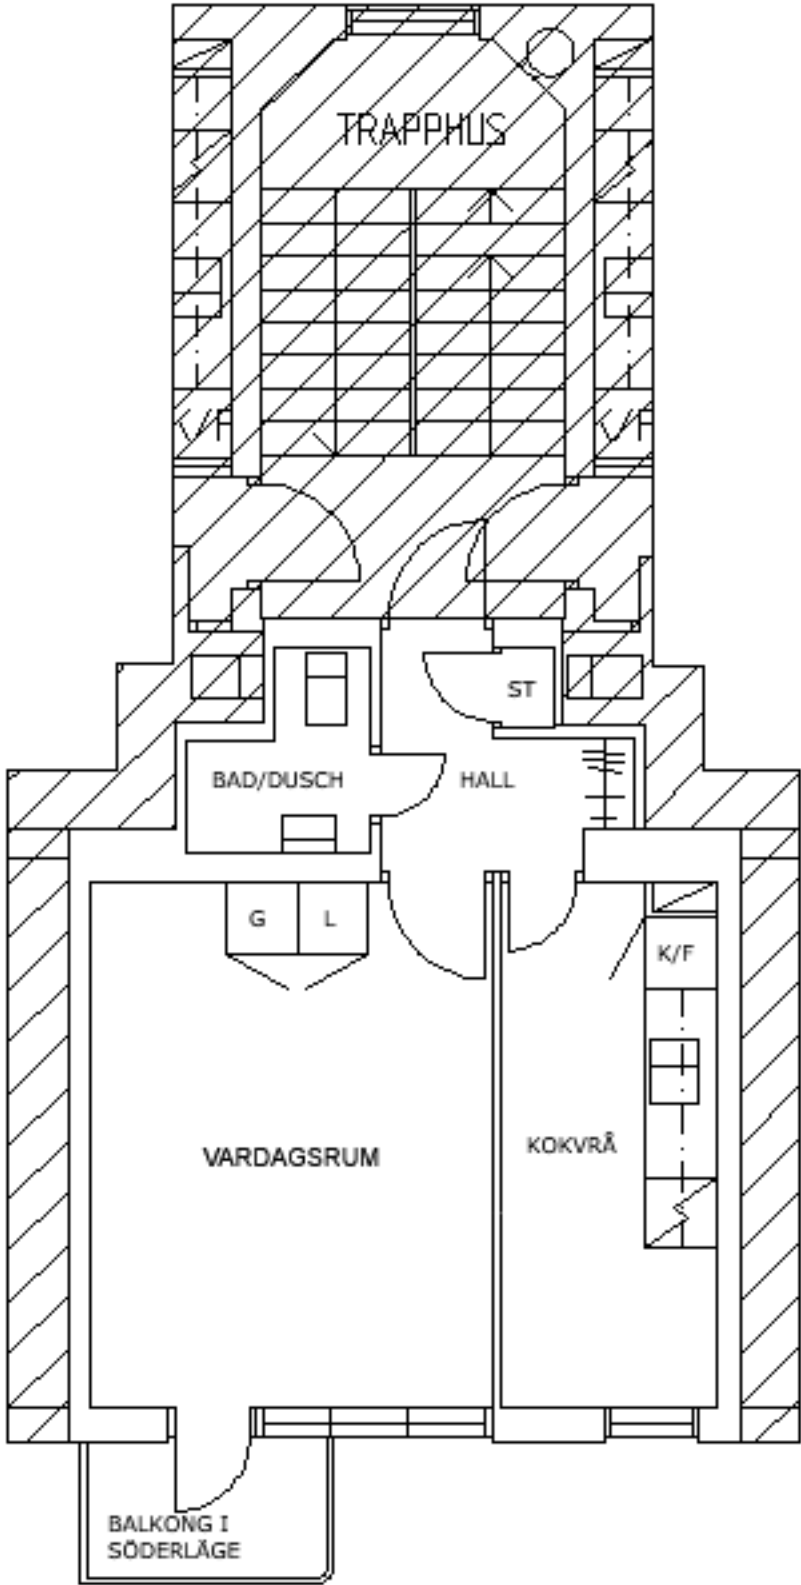 TRAPPHUS
ST
BAD/DUSCH
HALL
G
L
K/F
VARDAGSRUM
KOKVRÅ
BALKONG I
SÖDERLÄGE